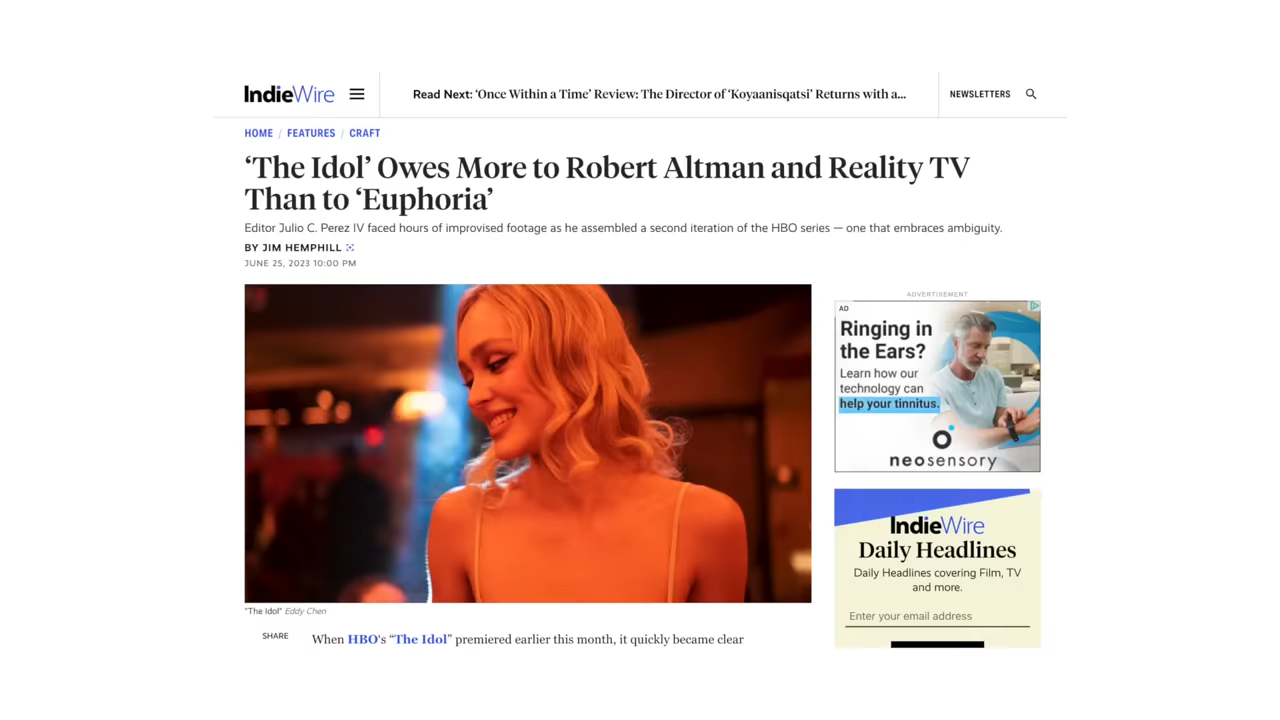 IndieWire
Read Next: ‘Once Within a Time’ Review: The Director of ‘Koyaanisqatsi’ Returns with a...
NEWSLETTERS
HOME / FEATURES / CRAFT
‘The Idol’ Owes More to Robert Altman and Reality TV
Than to ‘Euphoria’
Editor Julio C. Perez IV faced hours of improvised footage as he assembled a second iteration of the HBO series — one that embraces ambiguity.
BY JIM HEMPHILL
JUNE 25, 2023 10:00 PM
"The Idol" Eddy Chen
SHARE
When HBO‘s “The Idol” premiered earlier this month, it quickly became clear
ADVERTISEMENT
AD
Ringing in
the Ears?
Learn how our
technology can
help your tinnitus.
neosensory
IndieWire
Daily Headlines
Daily Headlines covering Film, TV
and more.
Enter your email address